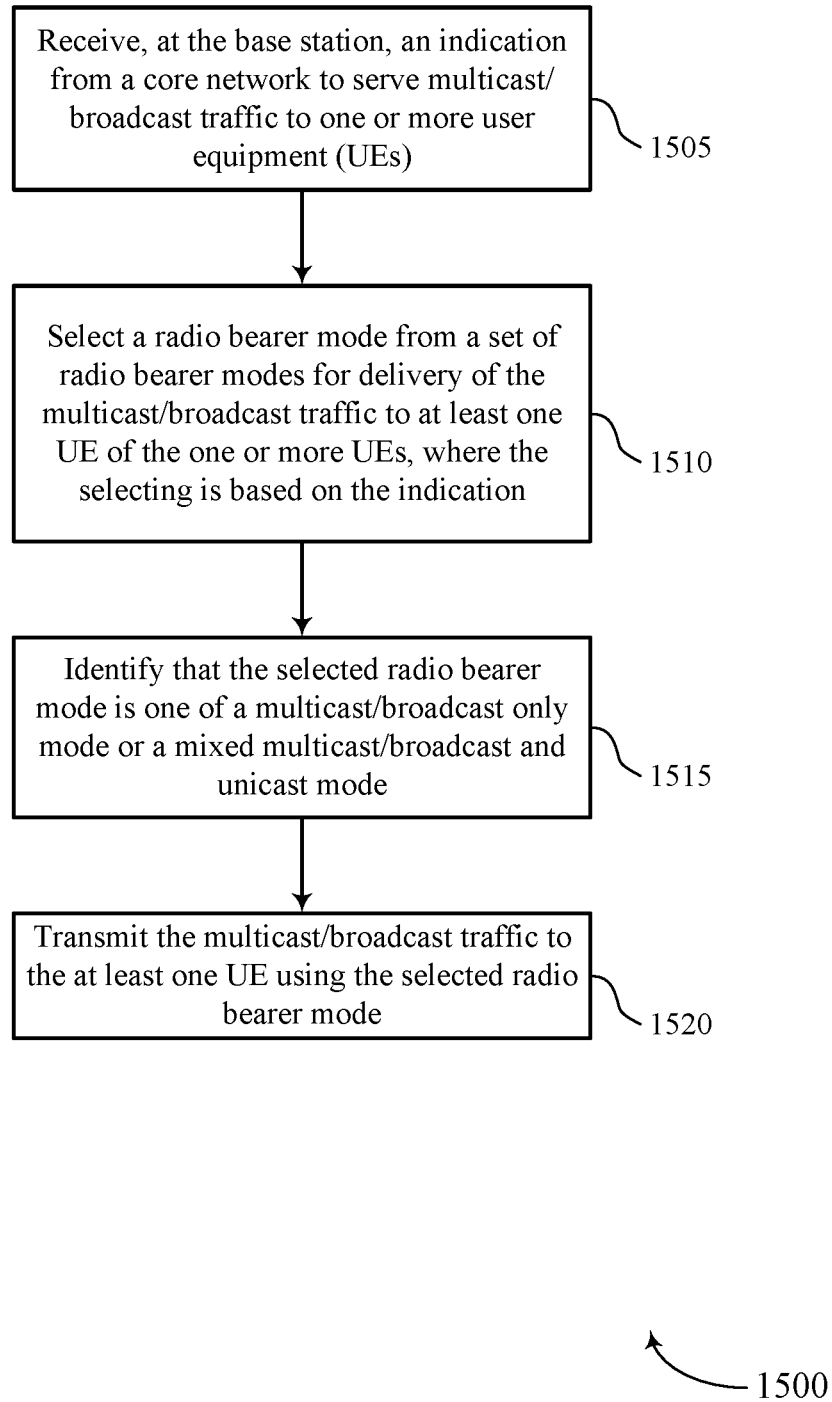 Receive, at the base station, an indication
from a core network to serve multicast/
broadcast traffic to one or more user
equipment (UEs)
1505
Select a radio bearer mode from a set of
radio bearer modes for delivery of the
multicast/broadcast traffic to at least one
UE of the one or more UEs, where the
selecting is based on the indication
1510
Identify that the selected radio bearer
mode is one of a multicast/broadcast only
mode or a mixed multicast/broadcast and
unicast mode
1515
Transmit the multicast/broadcast traffic to
the at least one UE using the selected radio
bearer mode
1520
1500